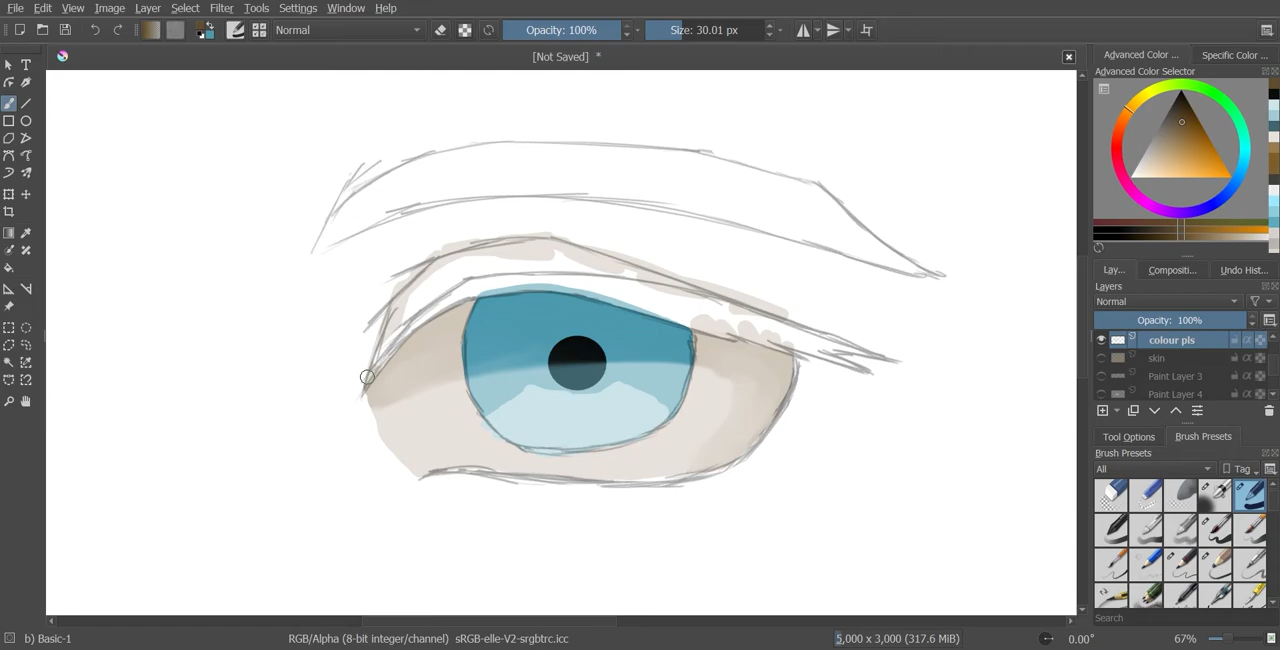 File Edit View Image Layer Select Filter Tools Settings Window Help
Normal Opacity: 100% Size: 30.01 px
[Not Saved] *
Advanced Color ... Specific Color ...
Advanced Color Selector
Lay... Compositi... Undo Hist...
Layers
Normal
Opacity: 100%
colour pls
skin
Paint Layer 3
Paint Layer 4
Tool Options Brush Presets
Brush Presets
All Tag
Search
b) Basic-1 RGB/Alpha (8-bit integer/channel) sRGB-elle-V2-srgbtrc.icc 5,000 x 3,000 (317.6 MiB) 0.00° 67%